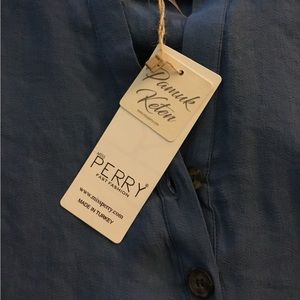 Pamuk
Keten
MISS
PERRY®
FAST FASHION
www.missperry.com
MADE IN TURKEY